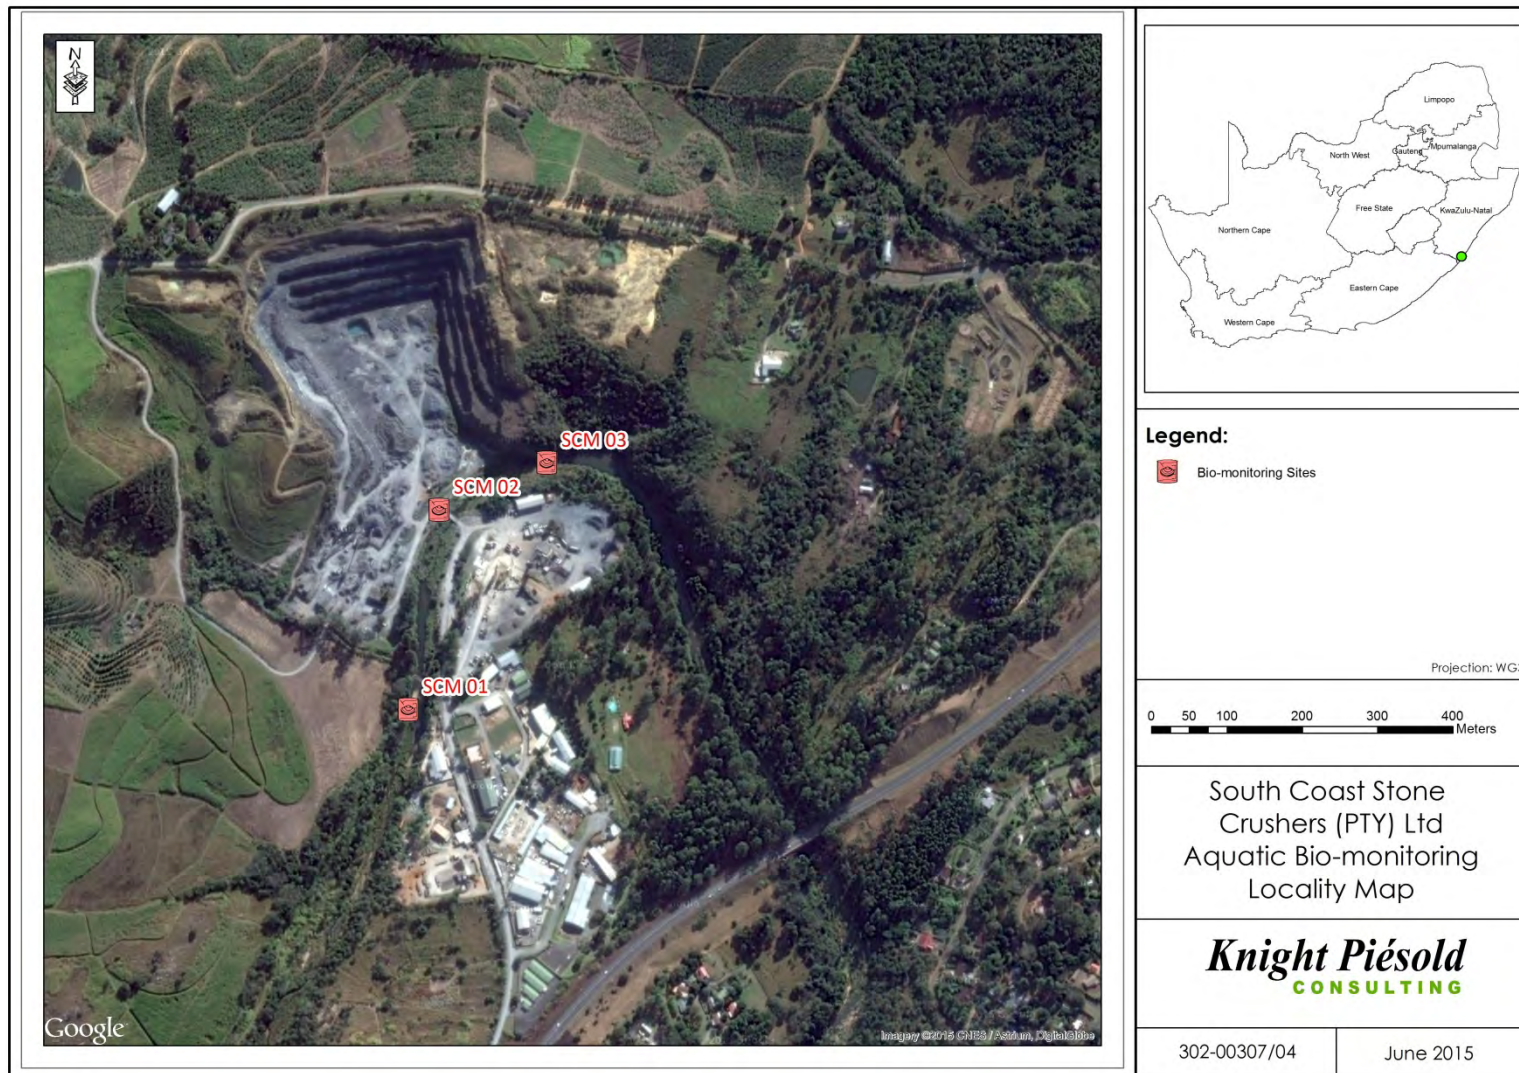 N
SCM 03
SCM 02
SCM 01
Google
Imagery ©2015 CNES / Astrium, DigitalGlobe
Limpopo
North West
Gauteng
Mpumalanga
Free State
KwaZulu-Natal
Northern Cape
Eastern Cape
Western Cape
Legend:
Bio-monitoring Sites
Projection: WGS
0 50 100 200 300 400
Meters
South Coast Stone
Crushers (PTY) Ltd
Aquatic Bio-monitoring
Locality Map
Knight Piésold
CONSULTING
302-00307/04
June 2015